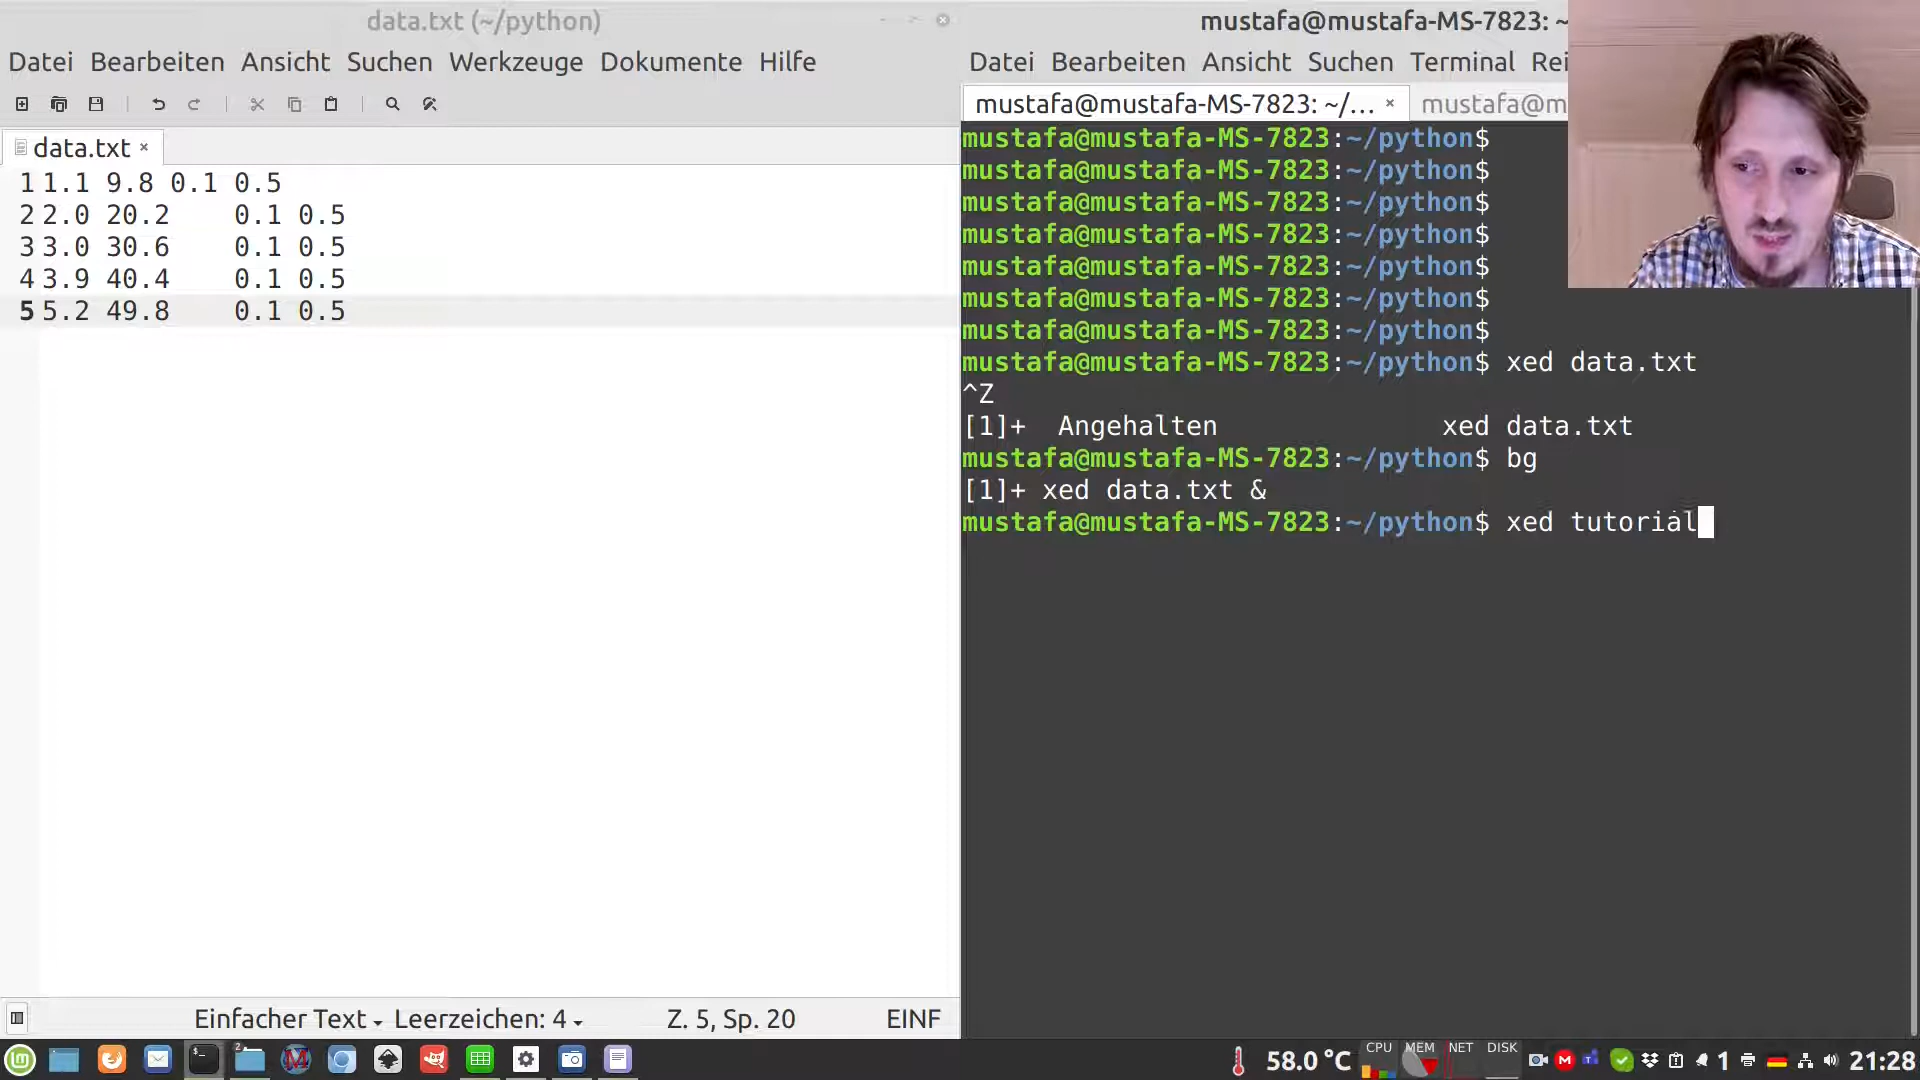 data.txt (~/python)
Datei Bearbeiten Ansicht Suchen Werkzeuge Dokumente Hilfe
data.txt
1 1.1 9.8 0.1 0.5
2 2.0 20.2 0.1 0.5
3 3.0 30.6 0.1 0.5
4 3.9 40.4 0.1 0.5
5 5.2 49.8 0.1 0.5
Einfacher Text Leerzeichen: 4 Z. 5, Sp. 20 EINF
mustafa@mustafa-MS-7823: ~
Datei Bearbeiten Ansicht Suchen Terminal Rei
mustafa@mustafa-MS-7823: ~/… mustafa@m
mustafa@mustafa-MS-7823:~/python$
mustafa@mustafa-MS-7823:~/python$
mustafa@mustafa-MS-7823:~/python$
mustafa@mustafa-MS-7823:~/python$
mustafa@mustafa-MS-7823:~/python$
mustafa@mustafa-MS-7823:~/python$
mustafa@mustafa-MS-7823:~/python$
mustafa@mustafa-MS-7823:~/python$ xed data.txt
^Z
[1]+ Angehalten xed data.txt
mustafa@mustafa-MS-7823:~/python$ bg
[1]+ xed data.txt &
mustafa@mustafa-MS-7823:~/python$ xed tutorial
2 58.0 °C CPU MEM NET DISK 1 21:28